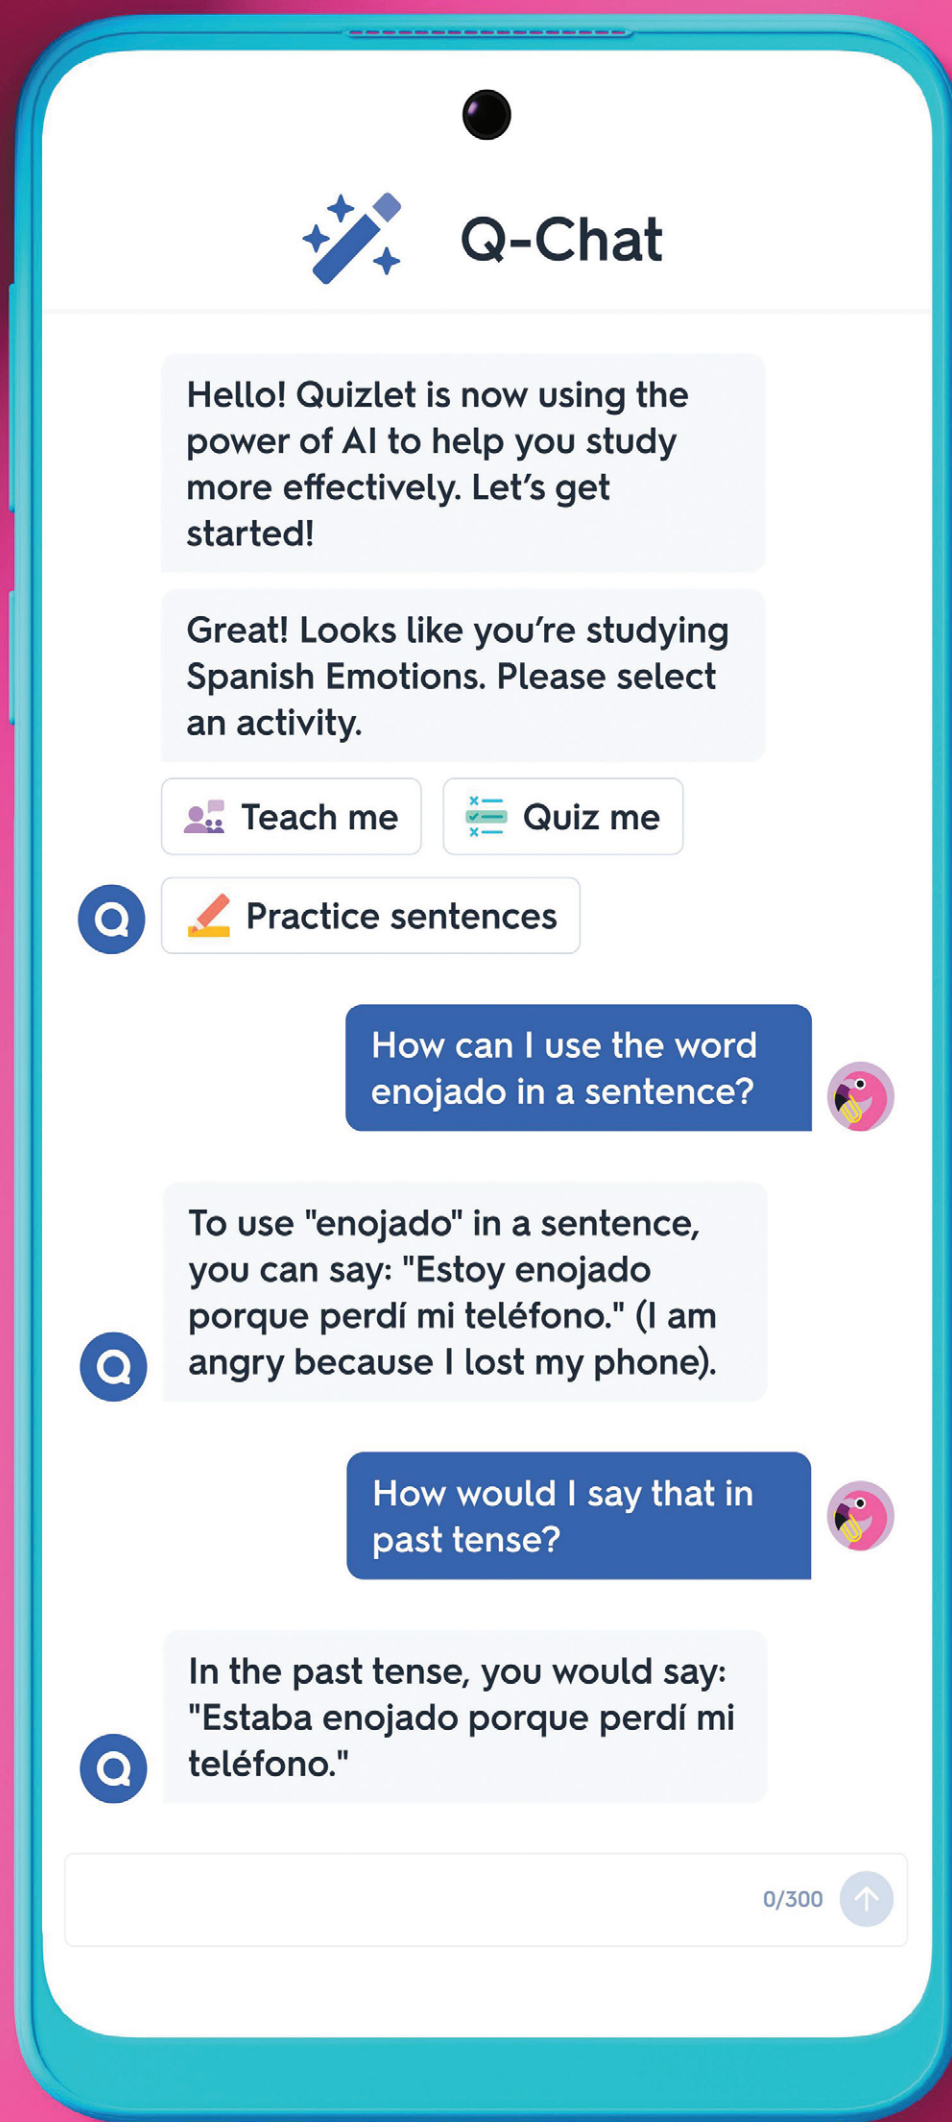 Q-Chat
Hello! Quizlet is now using the
power of AI to help you study
more effectively. Let’s get
started!
Great! Looks like you’re studying
Spanish Emotions. Please select
an activity.
Teach me
Quiz me
Practice sentences
How can I use the word
enojado in a sentence?
To use "enojado" in a sentence,
you can say: "Estoy enojado
porque perdí mi teléfono." (I am
angry because I lost my phone).
How would I say that in
past tense?
In the past tense, you would say:
"Estaba enojado porque perdí mi
teléfono."
0/300